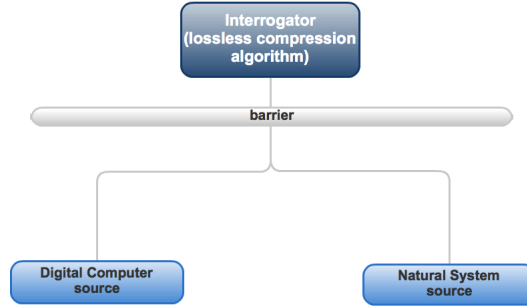 Interrogator
(lossless compression
algorithm)
barrier
Digital Computer
source
Natural System
source